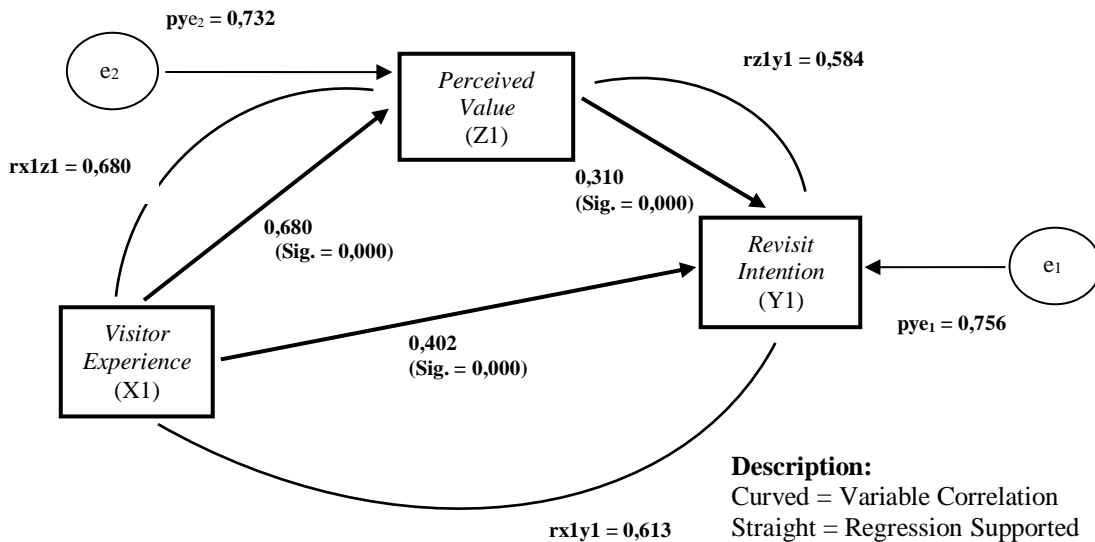 pye₂ = 0,732
e₂
Perceived
Value
(Z1)
rz1y1 = 0,584
rx1z1 = 0,680
0,310
(Sig. = 0,000)
0,680
(Sig. = 0,000)
Revisit
Intention
(Y1)
e₁
pye₁ = 0,756
Visitor
Experience
(X1)
0,402
(Sig. = 0,000)
Description:
Curved = Variable Correlation
Straight = Regression Supported
rx1y1 = 0,613